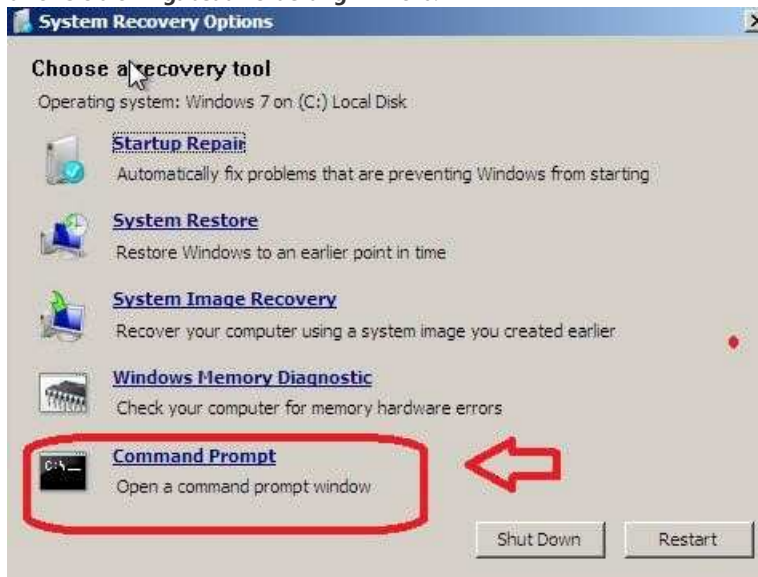 System Recovery Options
Choose a recovery tool
Operating system: Windows 7 on (C:) Local Disk
Startup Repair
Automatically fix problems that are preventing Windows from starting
System Restore
Restore Windows to an earlier point in time
System Image Recovery
Recover your computer using a system image you created earlier
Windows Memory Diagnostic
Check your computer for memory hardware errors
C:\_
Command Prompt
Open a command prompt window
Shut Down Restart